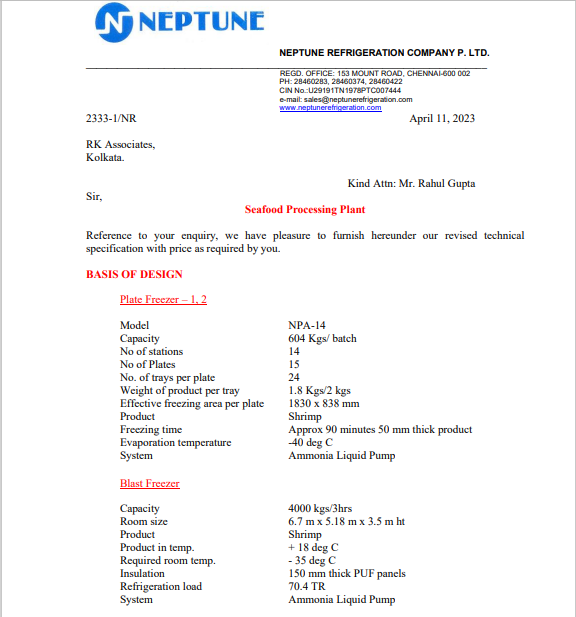 NEPTUNE
NEPTUNE REFRIGERATION COMPANY P. LTD.
REGD. OFFICE: 153 MOUNT ROAD, CHENNAI-600 002
PH: 28460283, 28460374, 28460422
CIN No.:U29191TN1978PTC007444
e-mail: sales@neptunerefrigeration.com
www.neptunerefrigeration.com
2333-1/NR April 11, 2023
RK Associates,
Kolkata.
Kind Attn: Mr. Rahul Gupta
Sir,
Seafood Processing Plant
Reference to your enquiry, we have pleasure to furnish hereunder our revised technical
specification with price as required by you.
BASIS OF DESIGN
Plate Freezer – 1, 2
Model NPA-14
Capacity 604 Kgs/ batch
No of stations 14
No of Plates 15
No. of trays per plate 24
Weight of product per tray 1.8 Kgs/2 kgs
Effective freezing area per plate 1830 x 838 mm
Product Shrimp
Freezing time Approx 90 minutes 50 mm thick product
Evaporation temperature -40 deg C
System Ammonia Liquid Pump
Blast Freezer
Capacity 4000 kgs/3hrs
Room size 6.7 m x 5.18 m x 3.5 m ht
Product Shrimp
Product in temp. + 18 deg C
Required room temp. - 35 deg C
Insulation 150 mm thick PUF panels
Refrigeration load 70.4 TR
System Ammonia Liquid Pump